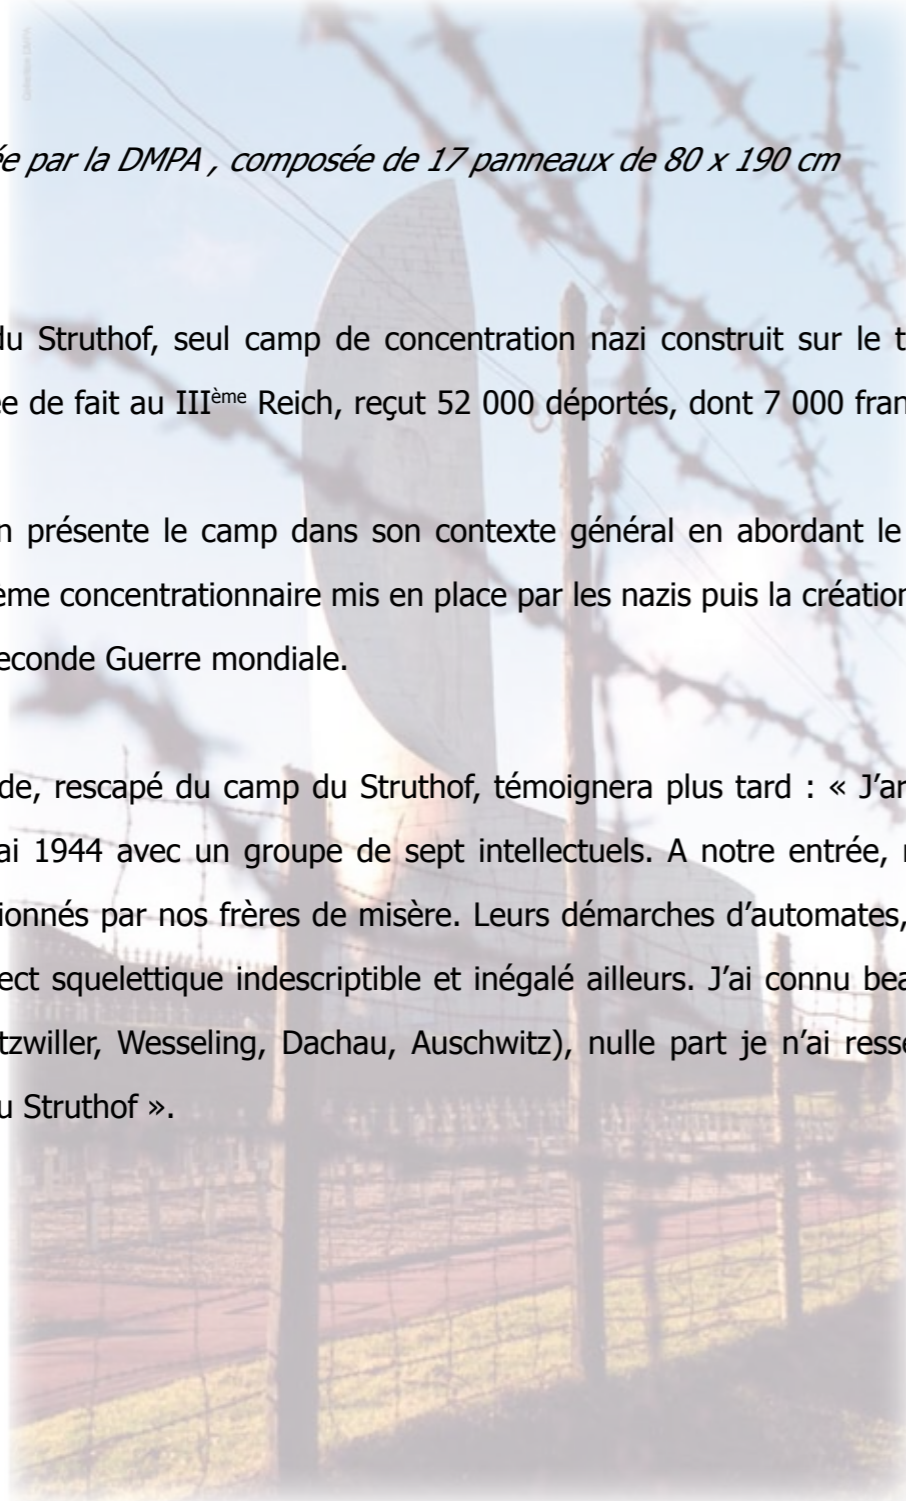 ée par la DMPA , composée de 17 panneaux de 80 x 190 cm
du Struthof, seul camp de concentration nazi construit sur le t
ée de fait au IIIème Reich, reçut 52 000 déportés, dont 7 000 fran
n présente le camp dans son contexte général en abordant le
ème concentrationnaire mis en place par les nazis puis la création
econde Guerre mondiale.
de, rescapé du camp du Struthof, témoignera plus tard : « J’ar
ai 1944 avec un groupe de sept intellectuels. A notre entrée, n
ionnés par nos frères de misère. Leurs démarches d’automates,
ect squelettique indescriptible et inégalé ailleurs. J’ai connu bea
tzwiller, Wesseling, Dachau, Auschwitz), nulle part je n’ai resse
u Struthof ».